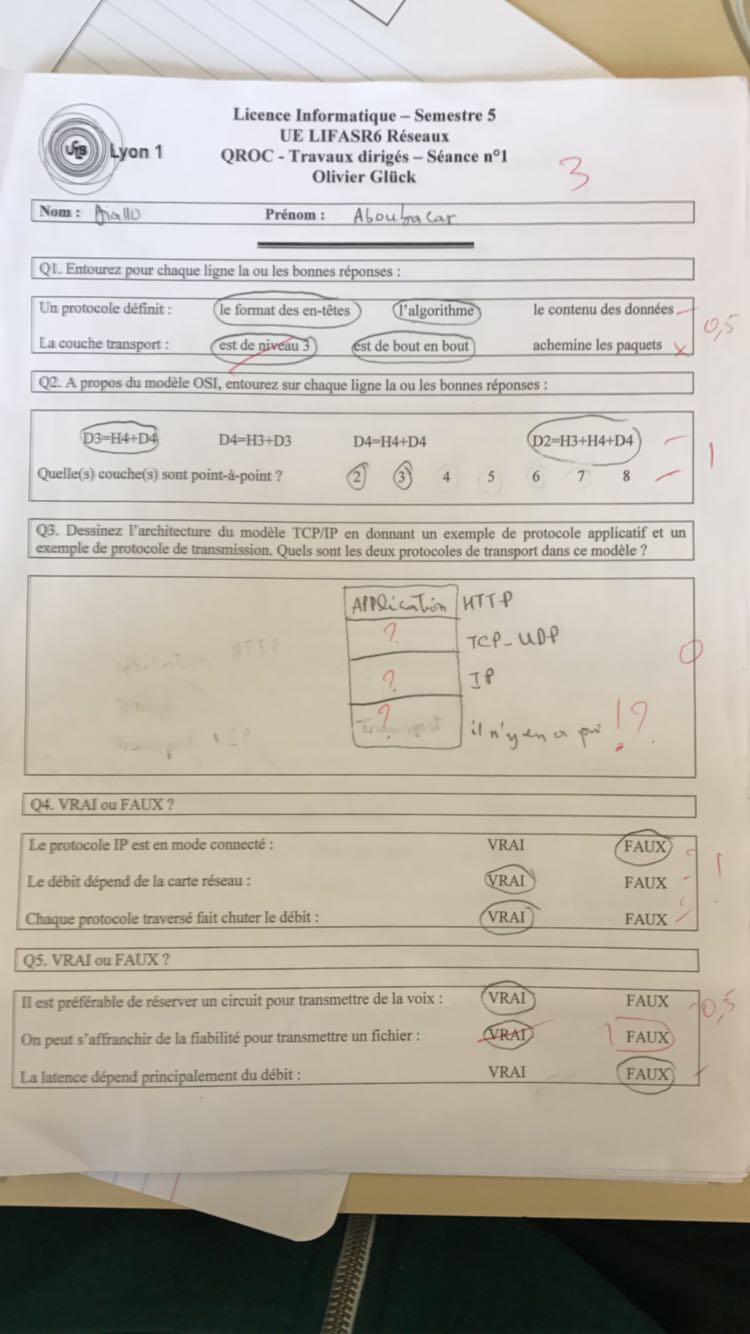 Licence Informatique – Semestre 5
UE LIFASR6 Réseaux
QROC - Travaux dirigés – Séance n°1
Olivier Glück
Lyon 1
3
Nom : Diallo Prénom : Aboubacar
Q1. Entourez pour chaque ligne la ou les bonnes réponses :
Un protocole définit : le format des en-têtes l'algorithme le contenu des données
0,5
La couche transport : est de niveau 3 est de bout en bout achemine les paquets
Q2. A propos du modèle OSI, entourez sur chaque ligne la ou les bonnes réponses :
D3=H4+D4 D4=H3+D3 D4=H4+D4 D2=H3+H4+D4
1
Quelle(s) couche(s) sont point-à-point ? 2 3 4 5 6 7 8
Q3. Dessinez l'architecture du modèle TCP/IP en donnant un exemple de protocole applicatif et un
exemple de protocole de transmission. Quels sont les deux protocoles de transport dans ce modèle ?
APPlication HTTP
? TCP_UDP
0
? IP
? Transport il n'y en a pas !?
Q4. VRAI ou FAUX ?
Le protocole IP est en mode connecté : VRAI FAUX
1
Le débit dépend de la carte réseau : VRAI FAUX
Chaque protocole traversé fait chuter le débit : VRAI FAUX
Q5. VRAI ou FAUX ?
Il est préférable de réserver un circuit pour transmettre de la voix : VRAI FAUX
0,5
On peut s'affranchir de la fiabilité pour transmettre un fichier : VRAI FAUX
La latence dépend principalement du débit : VRAI FAUX